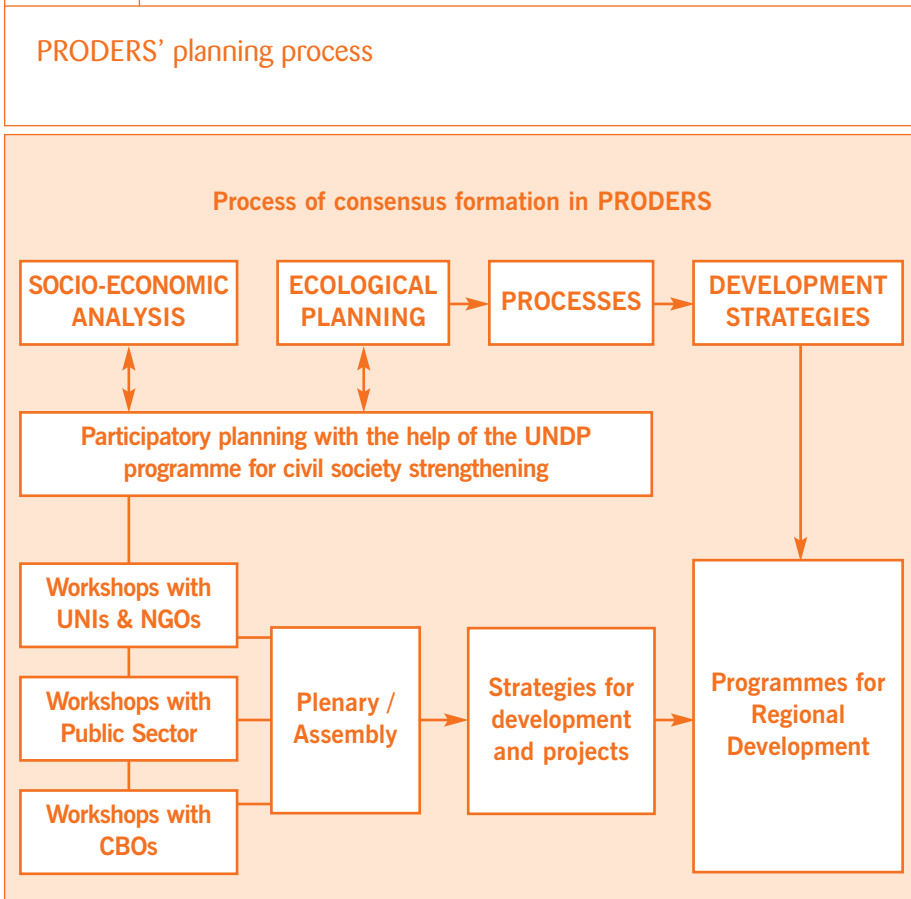 PRODERS’ planning process
Process of consensus formation in PRODERS
SOCIO-ECONOMIC
ANALYSIS
ECOLOGICAL
PLANNING
PROCESSES
DEVELOPMENT
STRATEGIES
Participatory planning with the help of the UNDP
programme for civil society strengthening
Workshops with
UNIs & NGOs
Workshops with
Public Sector
Workshops with
CBOs
Plenary /
Assembly
Strategies for
development
and projects
Programmes for
Regional
Development